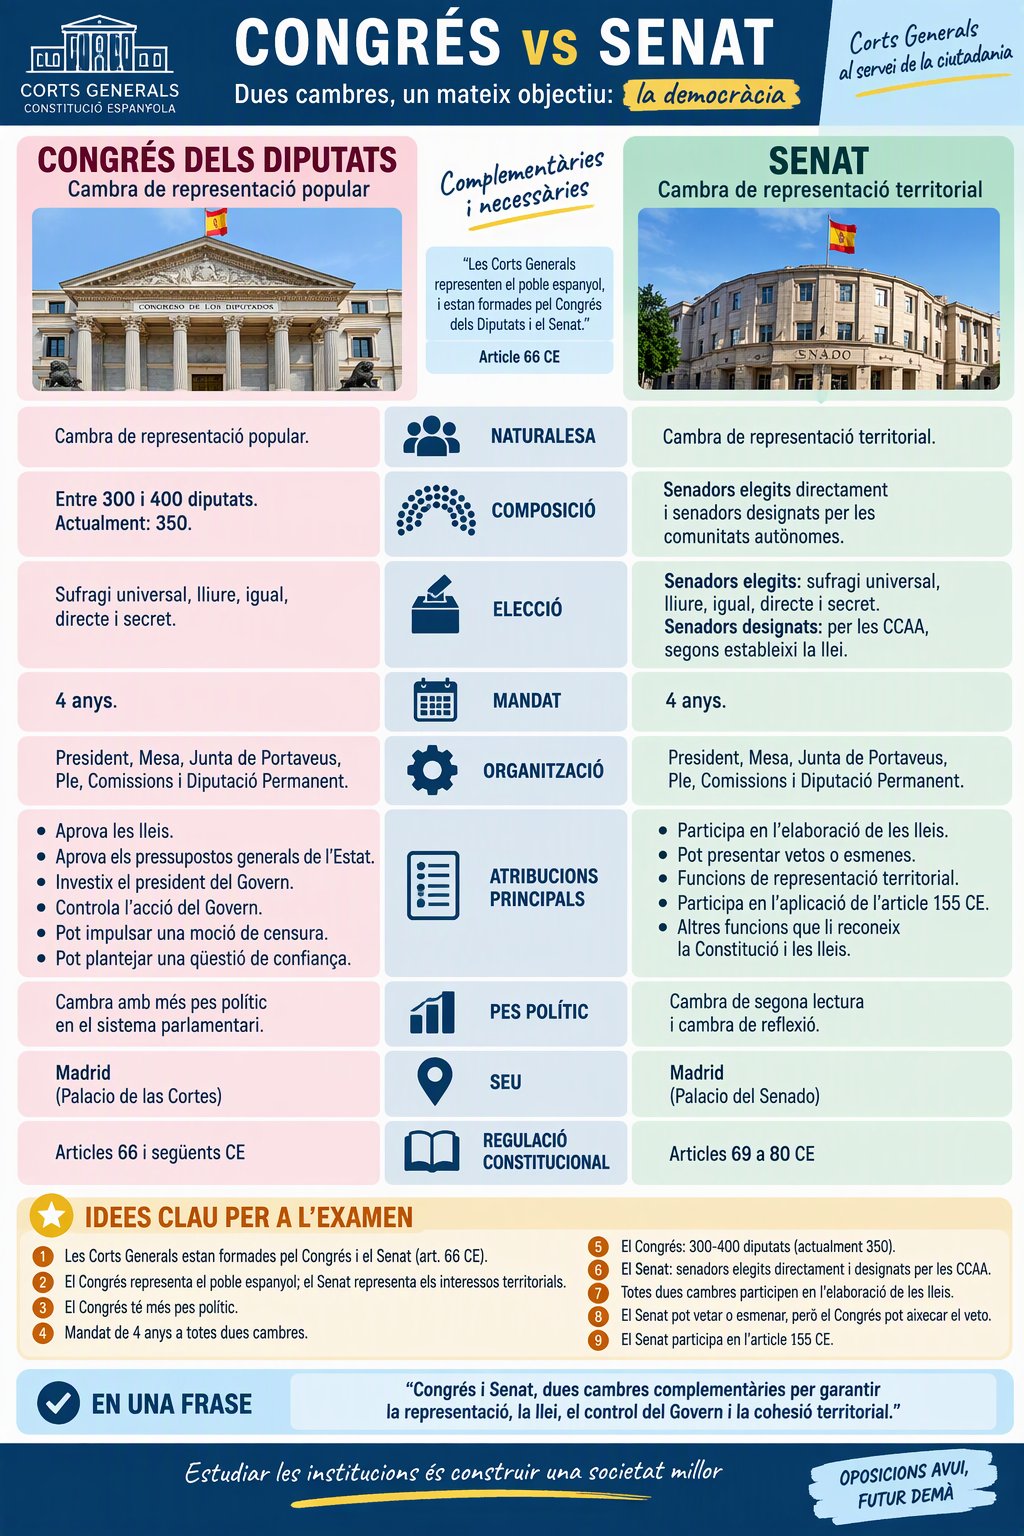 CORTS GENERALS
CONSTITUCIÓ ESPANYOLA
CONGRÉS vs SENAT
Dues cambres, un mateix objectiu: la democràcia
Corts Generals
al servei de la ciutadania
CONGRÉS DELS DIPUTATS
Cambra de representació popular
CONGRESO DE LOS DIPUTADOS
Complementàries
i necessàries
“Les Corts Generals
representen el poble espanyol,
i estan formades pel Congrés
dels Diputats i el Senat.”
Article 66 CE
SENAT
Cambra de representació territorial
SNADO
Cambra de representació popular.
NATURALESA
Cambra de representació territorial.
Entre 300 i 400 diputats.
Actualment: 350.
COMPOSICIÓ
Senadors elegits directament
i senadors designats per les
comunitats autönomes.
Sufragi universal, lliure, igual,
directe i secret.
ELECCIÓ
Senadors elegits: sufragi universal,
lliure, igual, directe i secret.
Senadors designats: per les CCAA,
segons estableixi la llei.
4 anys.
MANDAT
4 anys.
President, Mesa, Junta de Portaveus,
Ple, Comissions i Diputació Permanent.
ORGANITZACIÓ
President, Mesa, Junta de Portaveus,
Ple, Comissions i Diputació Permanent.
• Aprova les lleis.
• Aprova els pressupostos generals de l’Estat.
• Investix el president del Govern.
• Controla l’acció del Govern.
• Pot impulsar una moció de censura.
• Pot plantejar una qüestió de confiança.
ATRIBUCIONS
PRINCIPALS
• Participa en l’elaboració de les lleis.
• Pot presentar vetos o esmenes.
• Funcions de representació territorial.
• Participa en l’aplicació de l’article 155 CE.
• Altres funcions que li reconeix
la Constitució i les lleis.
Cambra amb més pes polític
en el sistema parlamentari.
PES POLÍTIC
Cambra de segona lectura
i cambra de reflexió.
Madrid
(Palacio de las Cortes)
SEU
Madrid
(Palacio del Senado)
Articles 66 i següents CE
REGULACIÓ
CONSTITUCIONAL
Articles 69 a 80 CE
IDEES CLAU PER A L’EXAMEN
1 Les Corts Generals estan formades pel Congrés i el Senat (art. 66 CE).
2 El Congrés representa el poble espanyol; el Senat representa els interessos territorials.
3 El Congrés té més pes polític.
4 Mandat de 4 anys a totes dues cambres.
5 El Congrés: 300-400 diputats (actualment 350).
6 El Senat: senadors elegits directament i designats per les CCAA.
7 Totes dues cambres participen en l’elaboració de les lleis.
8 El Senat pot vetar o esmenar, però el Congrés pot aixecar el veto.
9 El Senat participa en l’article 155 CE.
EN UNA FRASE
“Congrés i Senat, dues cambres complementàries per garantir
la representació, la llei, el control del Govern i la cohesió territorial.”
Estudiar les institucions és construir una societat millor
OPOSICIONS AVUI,
FUTUR DEMÀ